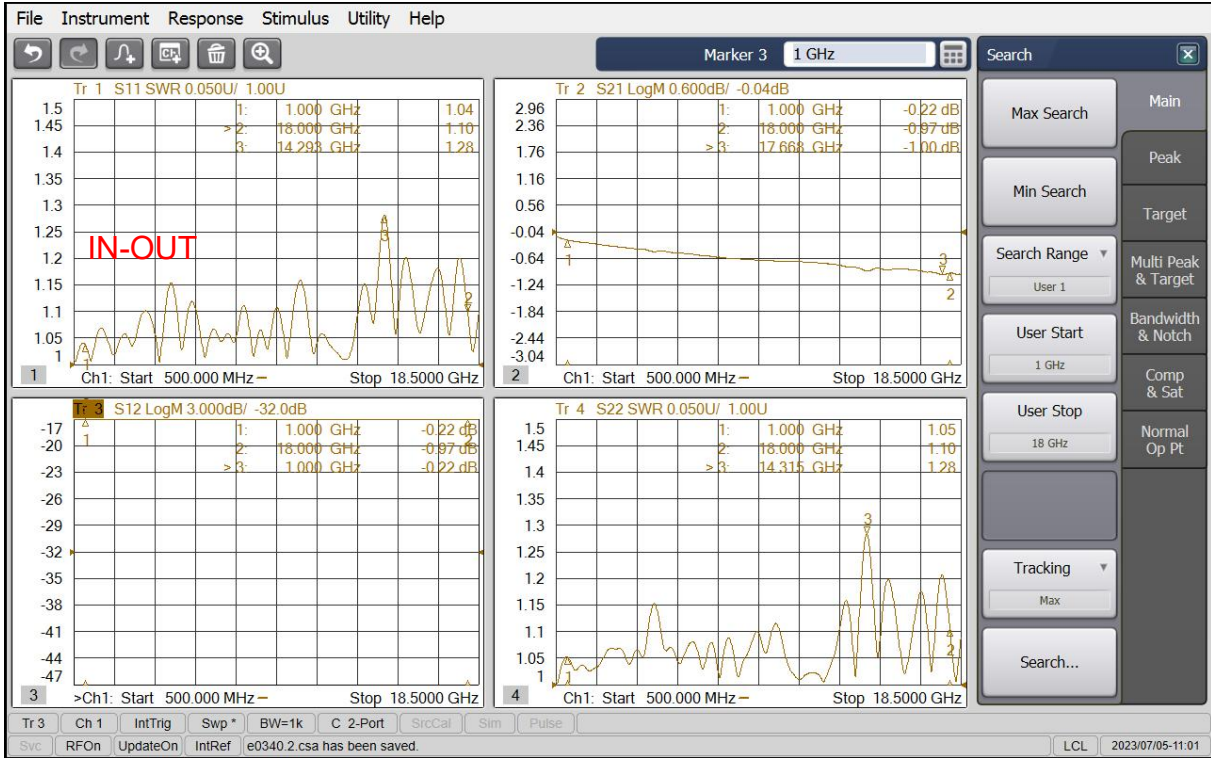 File Instrument Response Stimulus Utility Help
Marker 3 1 GHz
Search
Tr 1 S11 SWR 0.050U/ 1.00U
1: 1.000 GHz 1.04
> 2: 18.000 GHz 1.10
3: 14.293 GHz 1.28
1.5
1.45
1.4
1.35
1.3
1.25
1.2
1.15
1.1
1.05
1
IN-OUT
1
2
3
1 Ch1: Start 500.000 MHz Stop 18.5000 GHz
Tr 2 S21 LogM 0.600dB/ -0.04dB
1: 1.000 GHz -0.22 dB
2: 18.000 GHz -0.97 dB
> 3: 17.668 GHz -1.00 dB
2.96
2.36
1.76
1.16
0.56
-0.04
-0.64
-1.24
-1.84
-2.44
-3.04
1
3
2
2 Ch1: Start 500.000 MHz Stop 18.5000 GHz
Tr 3 S12 LogM 3.000dB/ -32.0dB
1: 1.000 GHz -0.22 dB
2: 18.000 GHz -0.97 dB
> 3: 1.000 GHz -0.22 dB
-17
-20
-23
-26
-29
-32
-35
-38
-41
-44
-47
1
2
3 >Ch1: Start 500.000 MHz Stop 18.5000 GHz
Tr 4 S22 SWR 0.050U/ 1.00U
1: 1.000 GHz 1.05
2: 18.000 GHz 1.10
> 3: 14.315 GHz 1.28
1.5
1.45
1.4
1.35
1.3
1.25
1.2
1.15
1.1
1.05
1
1
3
2
4 Ch1: Start 500.000 MHz Stop 18.5000 GHz
Max Search
Min Search
Search Range
User 1
User Start
1 GHz
User Stop
18 GHz
Tracking
Max
Search...
Main
Peak
Target
Multi Peak
& Target
Bandwidth
& Notch
Comp
& Sat
Normal
Op Pt
Tr 3 Ch 1 IntTrig Swp * BW=1k C 2-Port SrcCal Sim Pulse
Svc RFOn UpdateOn IntRef e0340.2.csa has been saved. LCL 2023/07/05-11:01